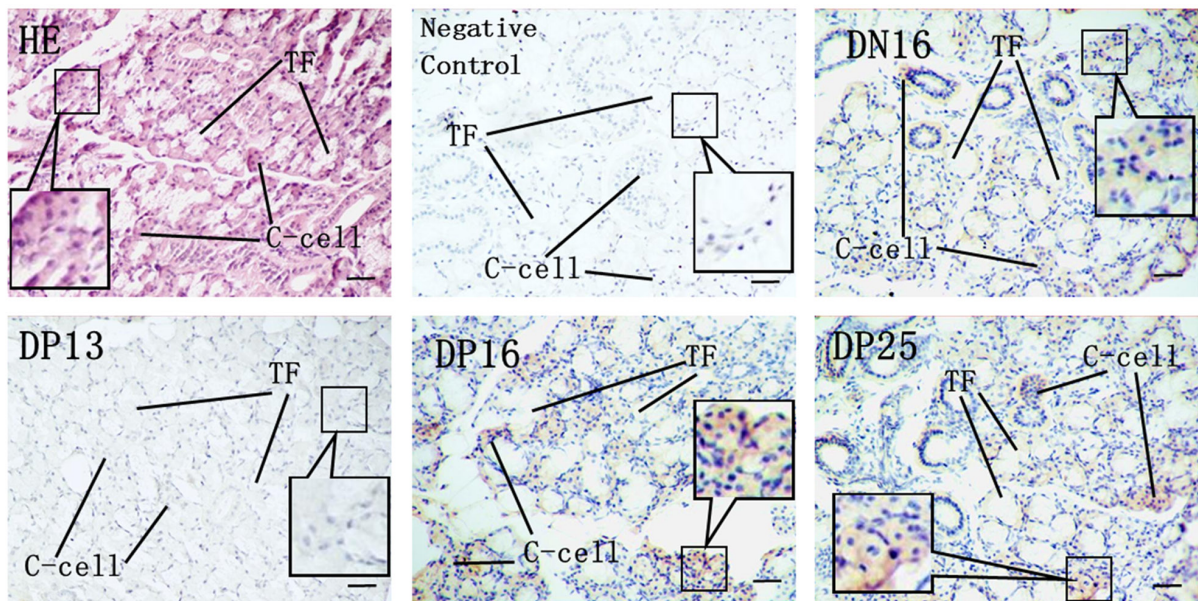 HE
TF
C-cell
Negative
Control
TF
C-cell
DN16
TF
C-cell
DP13
TF
C-cell
DP16
TF
C-cell
DP25
C-cell
TF